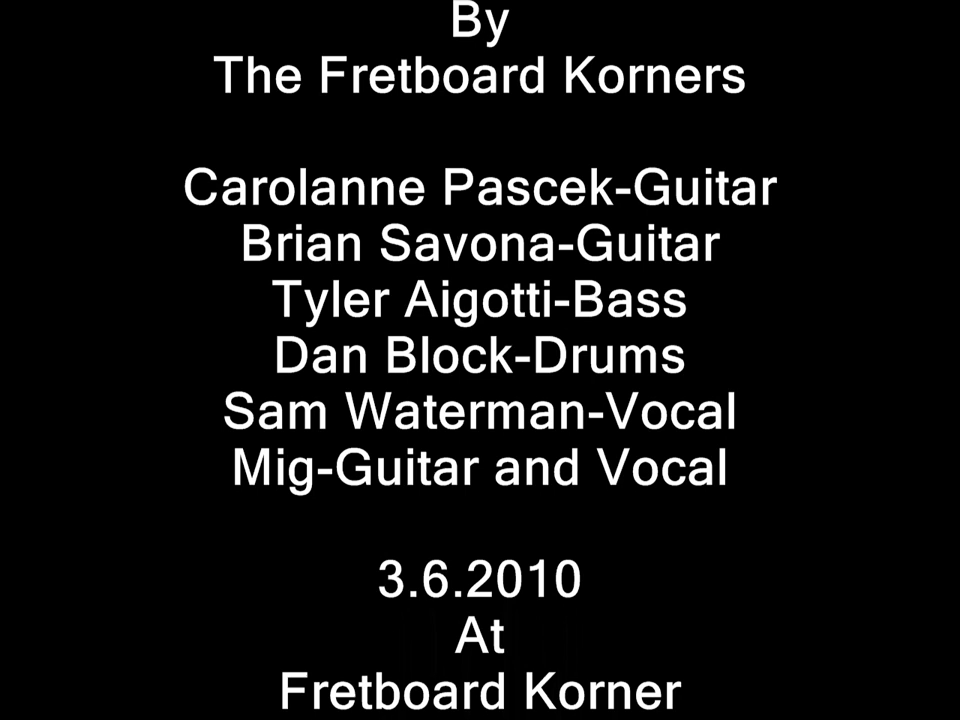 By
The Fretboard Korners
Carolanne Pascek-Guitar
Brian Savona-Guitar
Tyler Aigotti-Bass
Dan Block-Drums
Sam Waterman-Vocal
Mig-Guitar and Vocal
3.6.2010
At
Fretboard Korner